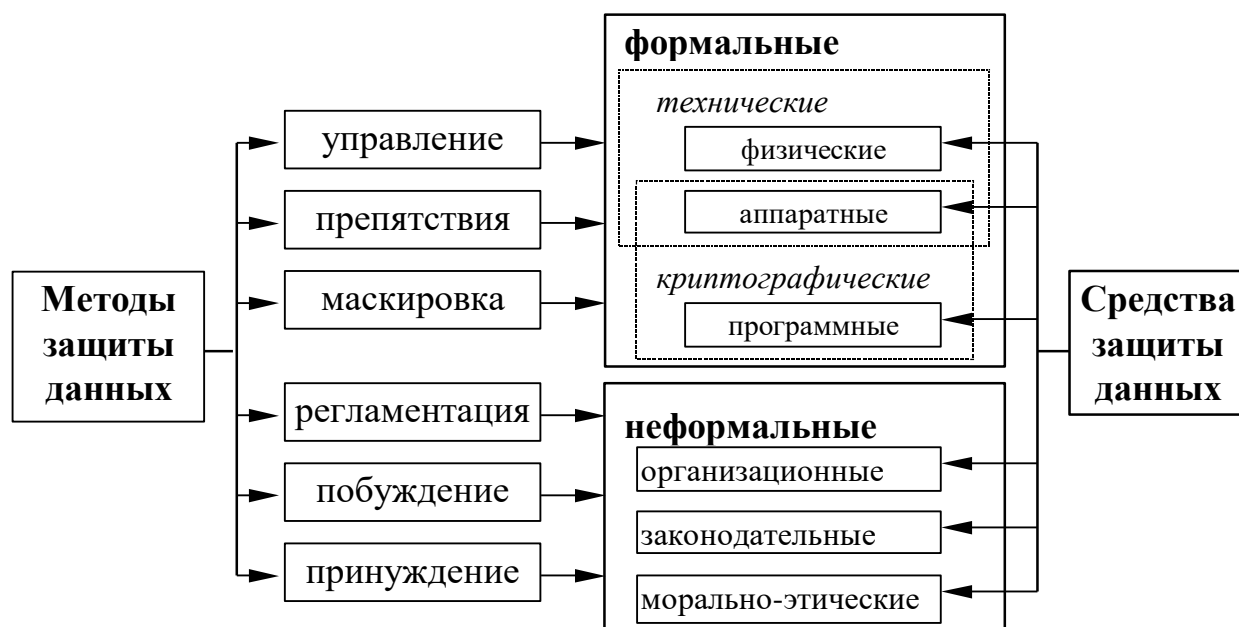 Методы
защиты
данных
управление
препятствия
маскировка
регламентация
побуждение
принуждение
формальные
технические
физические
аппаратные
криптографические
программные
неформальные
организационные
законодательные
морально-этические
Средства
защиты
данных